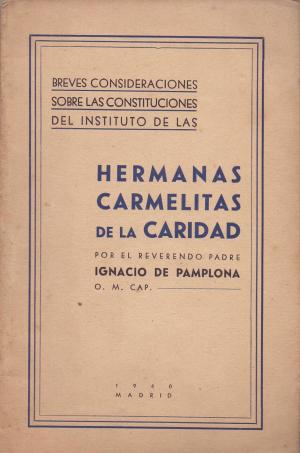 BREVES CONSIDERACIONES
SOBRE LAS CONSTITUCIONES
DEL INSTITUTO DE LAS
HERMANAS
CARMELITAS
DE LA CARIDAD
POR EL REVERENDO PADRE
IGNACIO DE PAMPLONA
O. M. CAP.
1940
MADRID